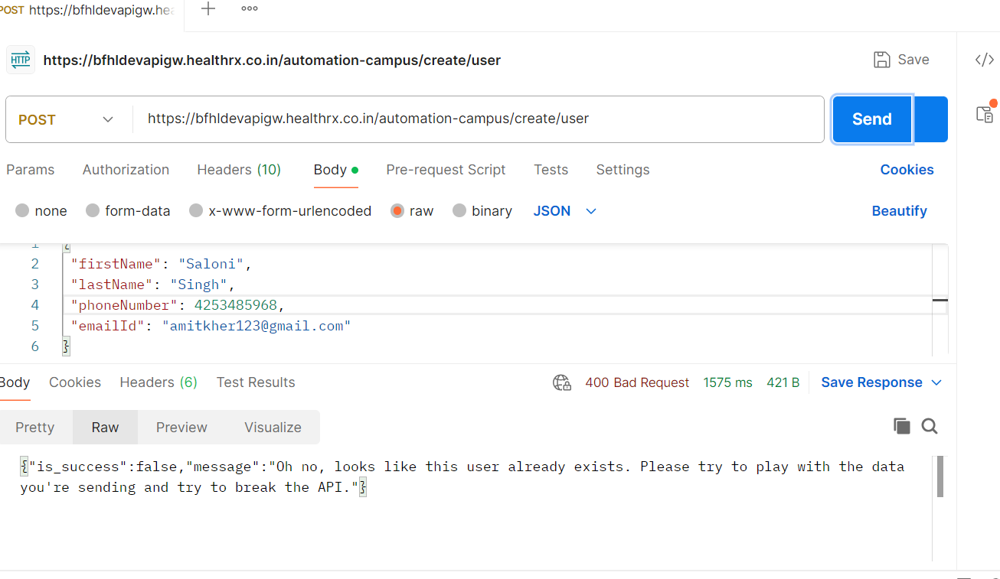 POST https://bfhldevapigw.hea
HTTP https://bfhldevapigw.healthrx.co.in/automation-campus/create/user Save
POST https://bfhldevapigw.healthrx.co.in/automation-campus/create/user Send
Params Authorization Headers (10) Body Pre-request Script Tests Settings Cookies
none form-data x-www-form-urlencoded raw binary JSON Beautify
1 {
2 "firstName": "Saloni",
3 "lastName": "Singh",
4 "phoneNumber": 4253485968,
5 "emailId": "amitkher123@gmail.com"
6 }
Body Cookies Headers (6) Test Results 400 Bad Request 1575 ms 421 B Save Response
Pretty Raw Preview Visualize
{"is_success":false,"message":"Oh no, looks like this user already exists. Please try to play with the data
you're sending and try to break the API."}